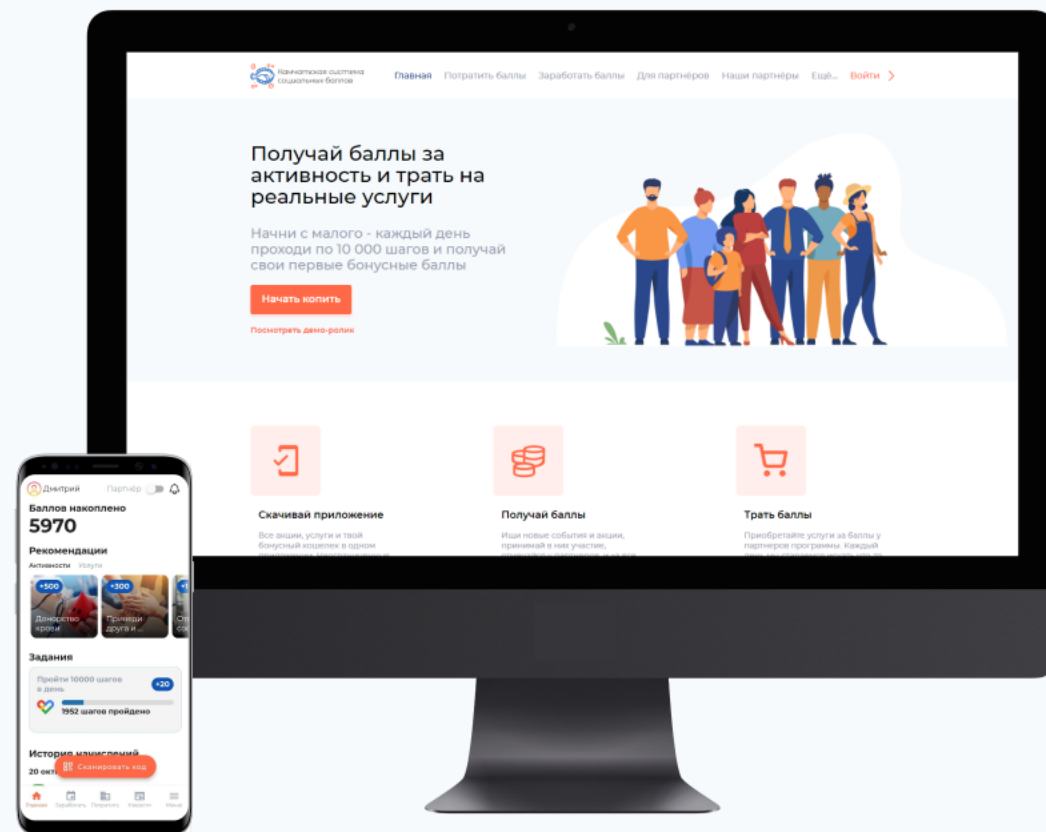 Камчатская система
социальных баллов
Главная Потратить баллы Заработать баллы Для партнёров Наши партнёры Ещё... Войти
Получай баллы за
активность и трать на
реальные услуги
Начни с малого - каждый день
проходи по 10 000 шагов и получай
свои первые бонусные баллы
Начать копить
Посмотреть демо-ролик
Скачивай приложение
Все акции, услуги и твой
бонусный кошелек в одном
Получай баллы
Ищи новые события и акции,
принимай в них участие,
Трать баллы
Приобретайте услуги за баллы у
партнеров программы. Каждый
Дмитрий Партнёр
Баллов накоплено
5970
Рекомендации
Активности Услуги
+500
Донорство
крови
+300
Приведи
друга и ...
Задания
Пройти 10000 шагов
в день
+20
1952 шагов пройдено
История начислений
20 окт
Сканировать код
Главная Заработать Потратить Новости Меню